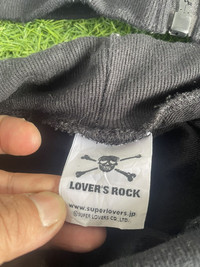 LOVER'S ROCK
www.superlovers.jp
©SUPER LOVERS CO.,LTD.